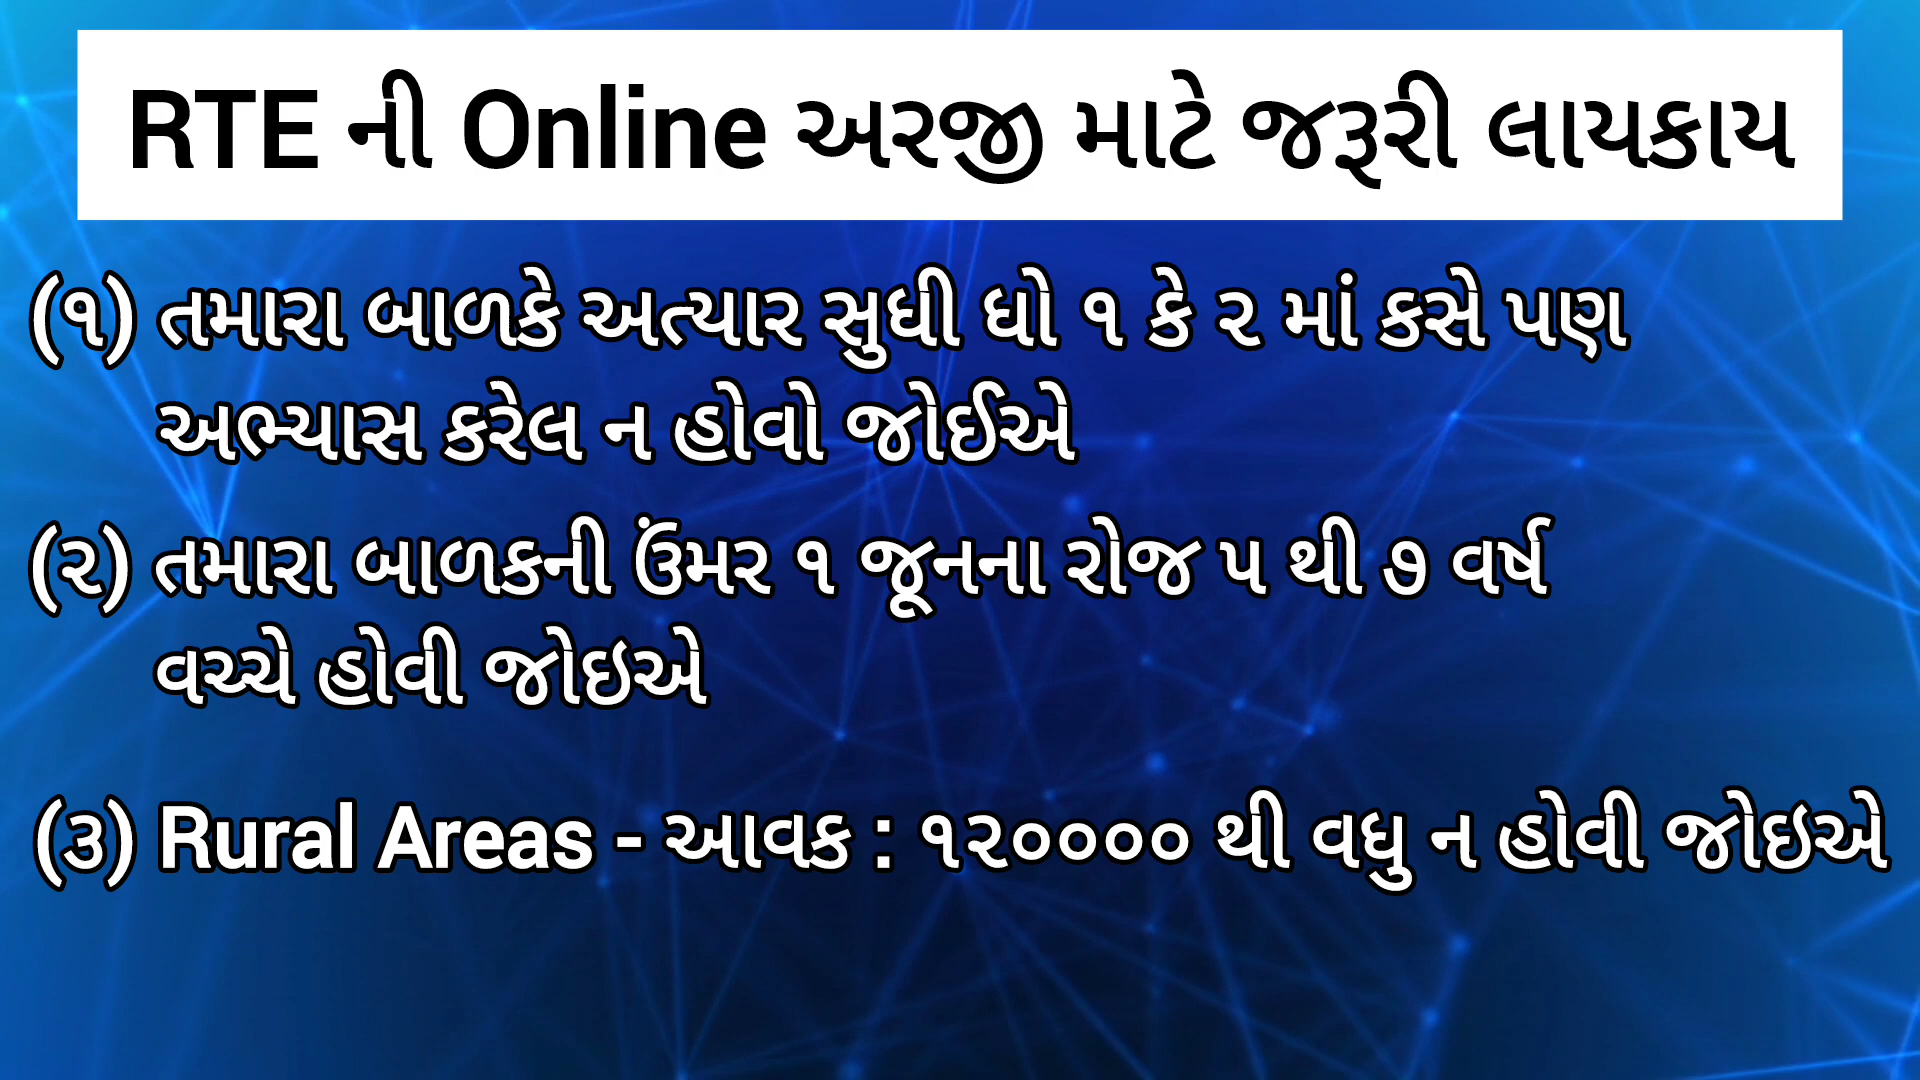 RTE ની Online અરજી માટે જરૂરી લાયકાય
(૧) તમારા બાળકે અત્યાર સુધી ધો ૧ કે ૨ માં કસે પણ
અભ્યાસ કરેલ ન હોવો જોઈએ
(૨) તમારા બાળકની ઉંમર ૧ જૂનના રોજ ૫ થી ૭ વર્ષ
વચ્ચે હોવી જોઇએ
(૩) Rural Areas - આવક : ૧૨૦૦૦૦ થી વધુ ન હોવી જોઇએ